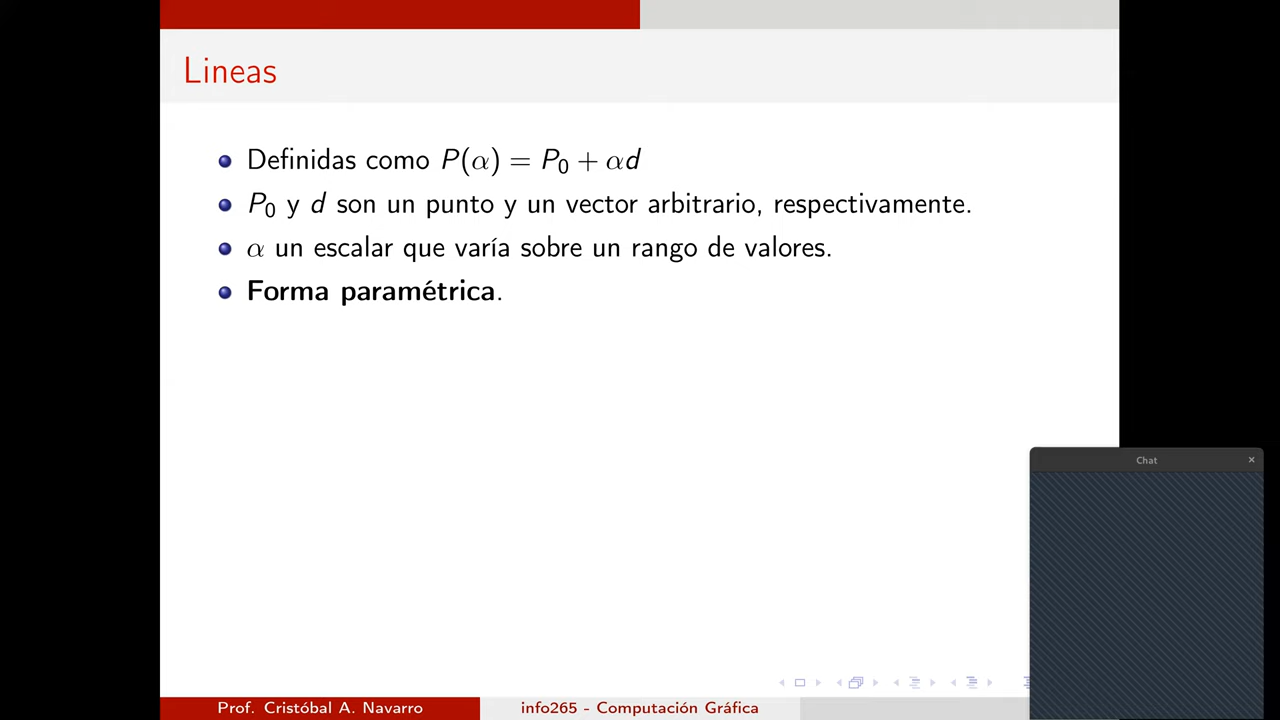 Lineas
Definidas como P(α) = P₀ + αd
P₀ y d son un punto y un vector arbitrario, respectivamente.
α un escalar que varía sobre un rango de valores.
Forma paramétrica.
Chat ×
Prof. Cristóbal A. Navarro
info265 - Computación Gráfica